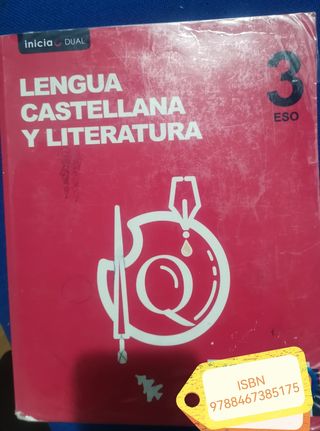 inicia DUAL
LENGUA
CASTELLANA
Y LITERATURA
3
ESO
Q
ISBN
9788467385175